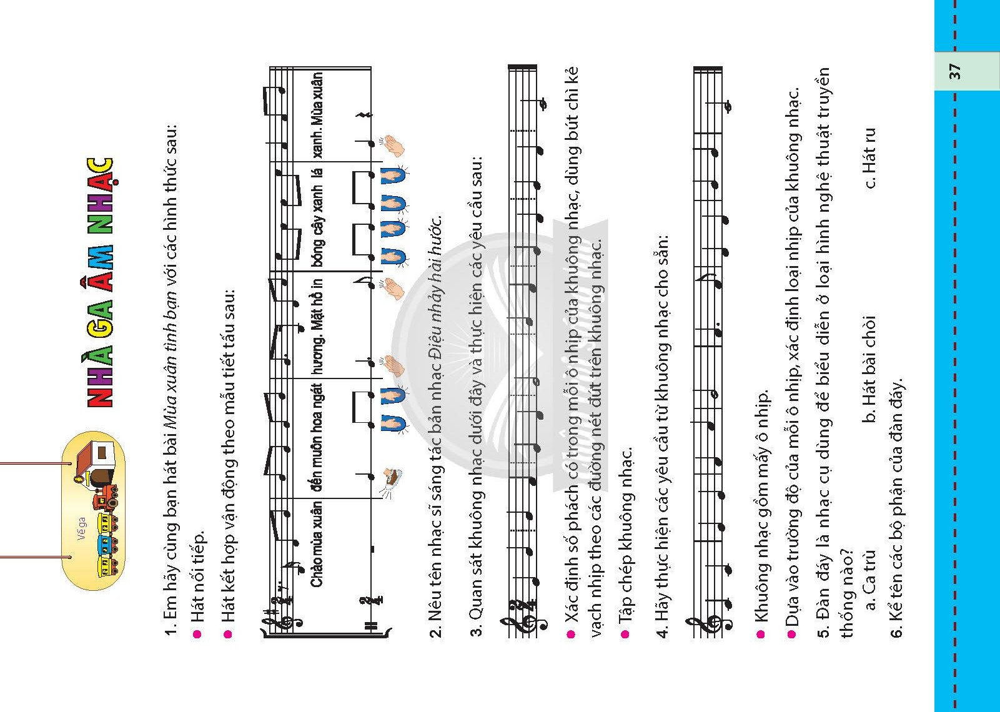 Về ga
NHÀ GA ÂM NHẠC
1. Em hãy cùng bạn hát bài Mùa xuân tình bạn với các hình thức sau:
● Hát nối tiếp.
● Hát kết hợp vận động theo mẫu tiết tấu sau:
2
4
Chào mùa xuân đến muôn hoa ngát hương. Mặt hồ in bóng cây xanh lá xanh. Mùa xuân
2
4
2. Nêu tên nhạc sĩ sáng tác bản nhạc Điệu nhảy hài hước.
3. Quan sát khuông nhạc dưới đây và thực hiện các yêu cầu sau:
3
4
● Xác định số phách có trong mỗi ô nhịp của khuông nhạc, dùng bút chì kẻ
vạch nhịp theo các đường nét đứt trên khuông nhạc.
● Tập chép khuông nhạc.
4. Hãy thực hiện các yêu cầu từ khuông nhạc cho sẵn:
● Khuông nhạc gồm mấy ô nhịp.
● Dựa vào trường độ của mỗi ô nhịp, xác định loại nhịp của khuông nhạc.
5. Đàn đáy là nhạc cụ dùng để biểu diễn ở loại hình nghệ thuật truyền
thống nào?
a. Ca trù b. Hát bài chòi c. Hát ru
6. Kể tên các bộ phận của đàn đáy.
37